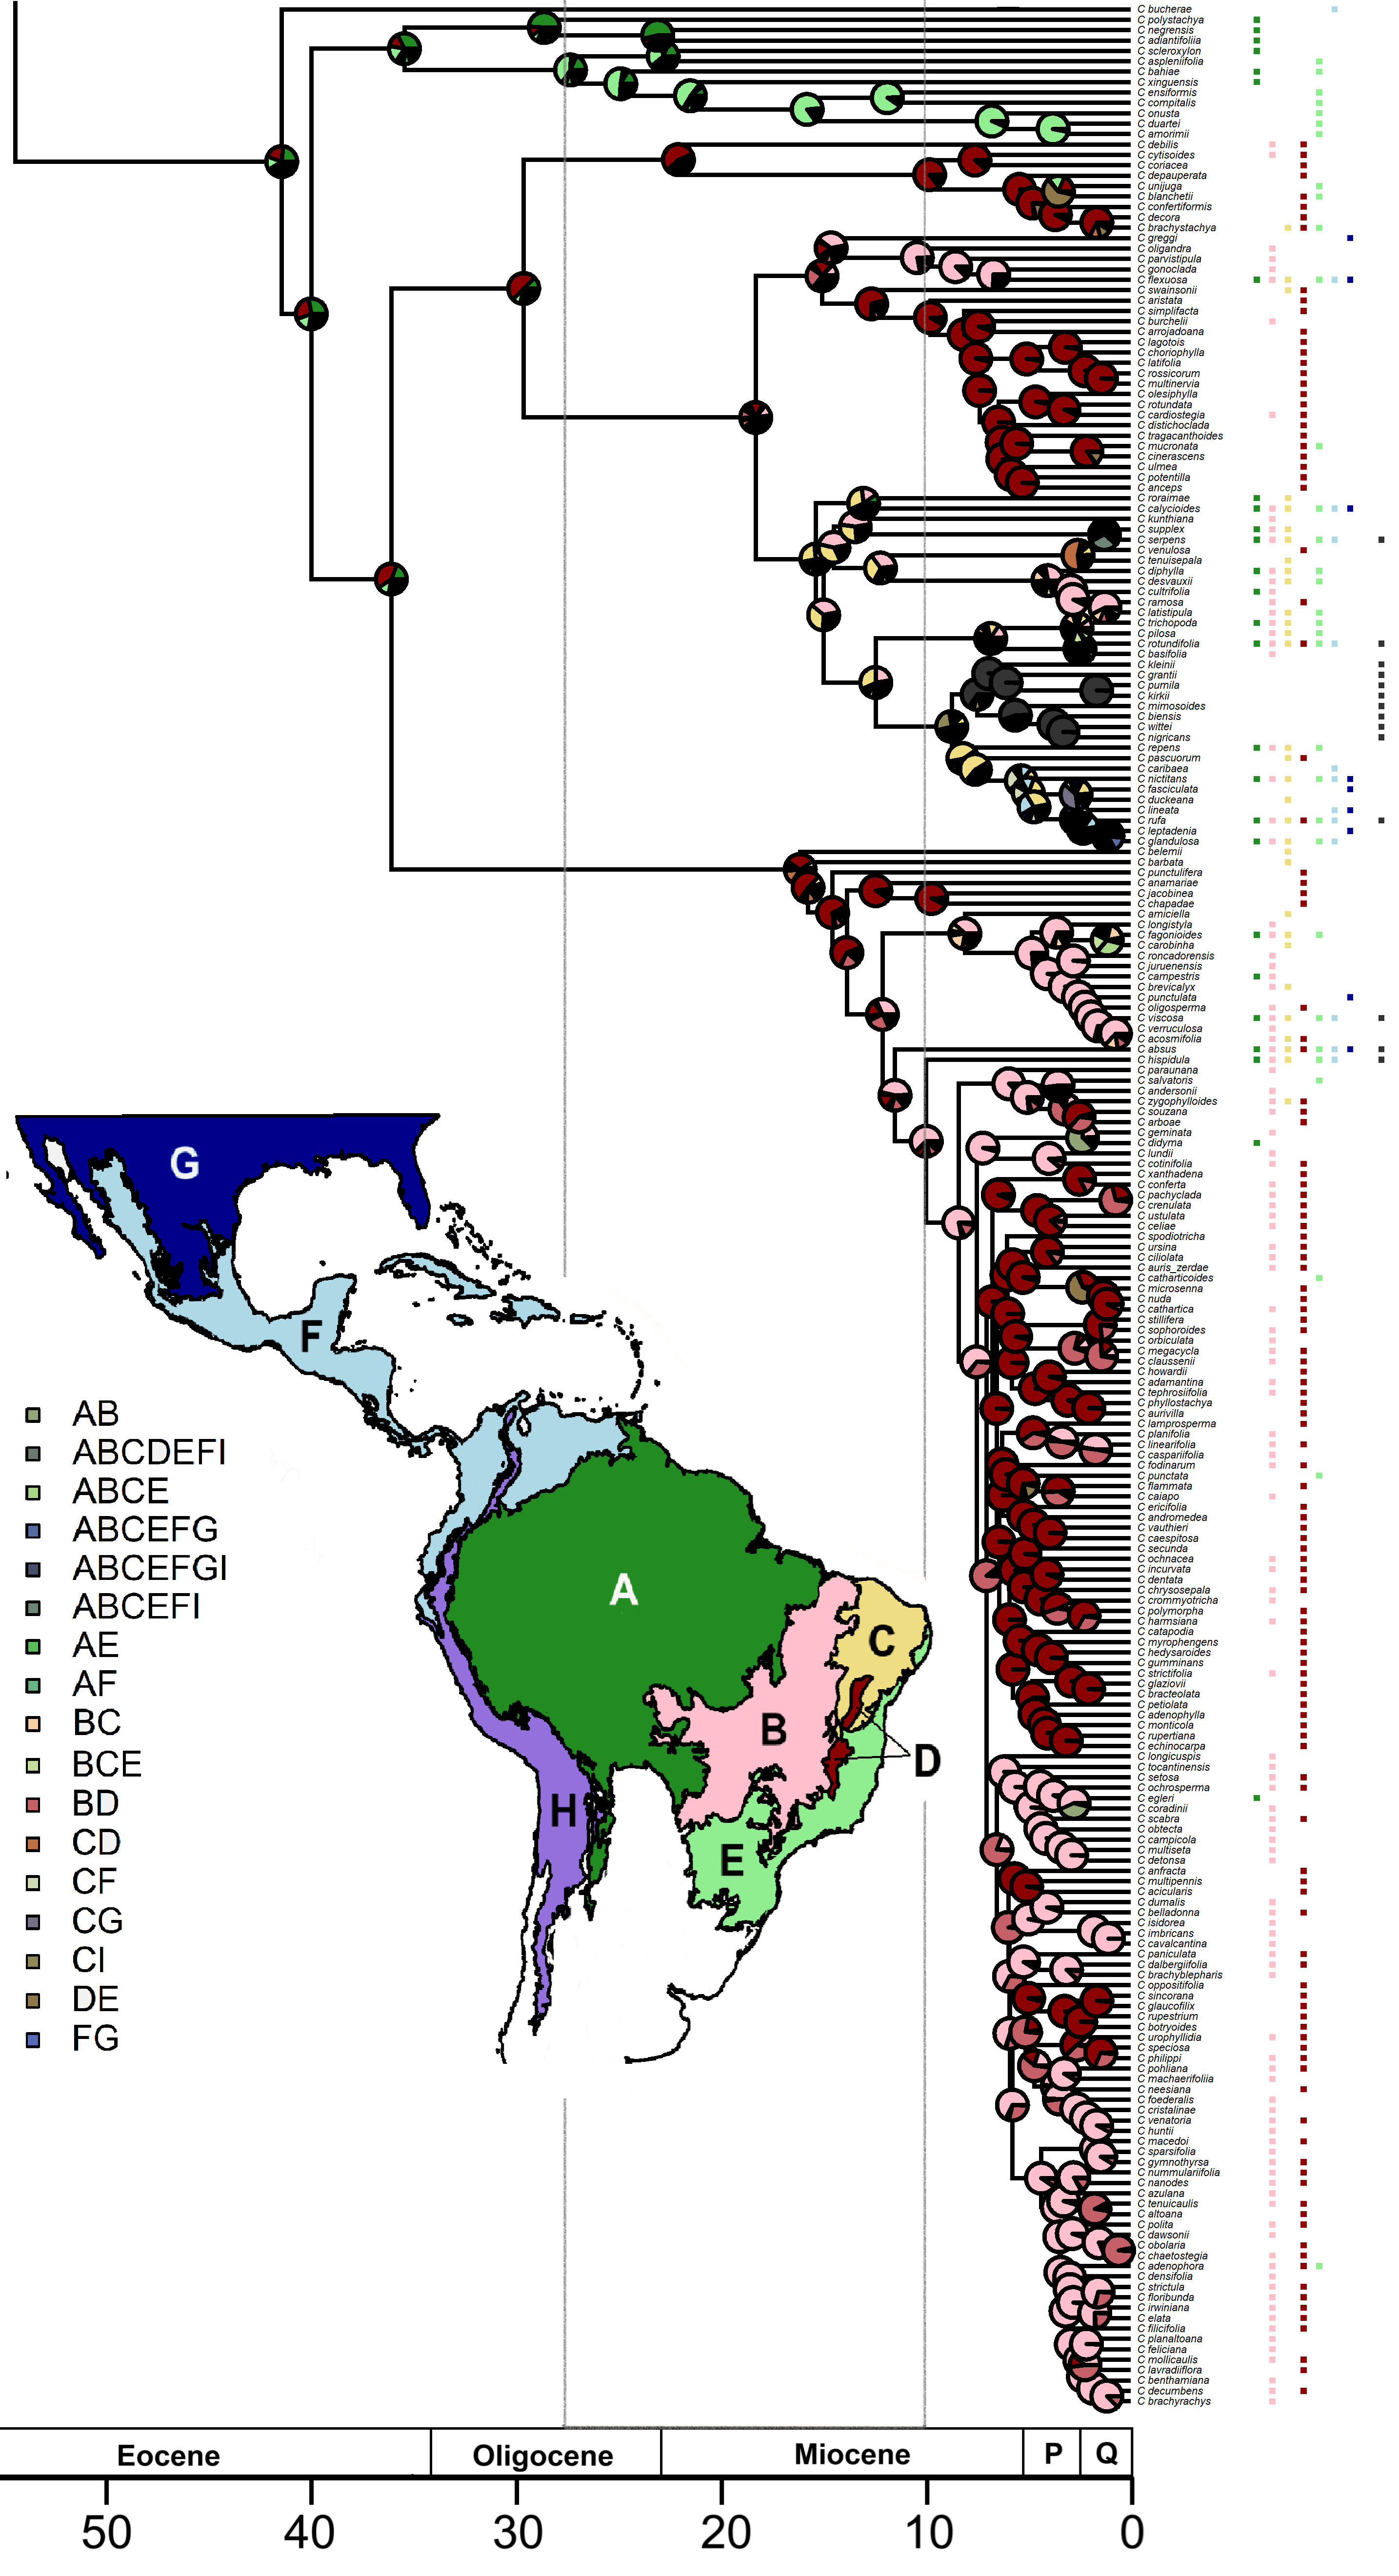 C bucherae
C polystachya
C negrensis
C adiantifolia
C scleroxylon
C aspleniifolia
C bahiae
C xinguensis
C ensiformis
C compitalis
C onusta
C duartei
C amorimii
C debilis
C cytisoides
C coriacea
C depauperata
C unijuga
C blanchetii
C confertiformis
C decora
C brachystachya
C greggi
C oligandra
C parvistipula
C gonoclada
C flexuosa
C swainsonii
C aristata
C simplifacta
C burchelii
C arrojadoana
C lagotois
C choriophylla
C latifolia
C rossicorum
C multinervia
C olesiphylla
C rotundata
C cardiostegia
C distichoclada
C tragacanthoides
C mucronata
C cinerascens
C ulmea
C potentilla
C anceps
C roraimae
C calycioides
C kunthiana
C supplex
C serpens
C venulosa
C tenuisepala
C diphylla
C desvauxii
C cultrifolia
C ramosa
C latistipula
C trichopoda
C pilosa
C rotundifolia
C basifolia
C kleinii
C grantii
C pumila
C kirkii
C mimosoides
C biensis
C wittei
C nigricans
C repens
C pascuorum
C caribaea
C nictitans
C fasciculata
C duckeana
C lineata
C rufa
C leptadenia
C glandulosa
C belemii
C barbata
C punctulifera
C anamariae
C jacobinea
C chapadae
C amiciella
C longistyla
C fagonioides
C carobinha
C roncadorensis
C juruenensis
C campestris
C brevicalyx
C punctulata
C oligosperma
C viscosa
C verruculosa
C acosmifolia
C absus
C hispidula
C paraunana
C salvatoris
C andersonii
C zygophylloides
C souzana
C arboae
C geminata
C didyma
C lundii
C cotinifolia
C xanthadena
C conferta
C pachyclada
C crenulata
C ustulata
C celiae
C spodiotricha
C ursina
C ciliolata
C auris_zerdae
C catharticoides
C microsenna
C nuda
C cathartica
C stillifera
C sophoroides
C orbiculata
C megacycla
C claussenii
C howardii
C adamantina
C tephrosiifolia
C phyllostachya
C aurivilla
C lamprosperma
C planifolia
C linearifolia
C caspariifolia
C fodinarum
C punctata
C flammata
C caiapo
C ericifolia
C andromedea
C vauthieri
C caespitosa
C secunda
C ochnacea
C incurvata
C dentata
C chrysosepala
C crommyotricha
C polymorpha
C harmsiana
C catapodia
C myrophengens
C hedysaroides
C gumminans
C strictifolia
C glaziovii
C bracteolata
C petiolata
C adenophylla
C monticola
C rupertiana
C echinocarpa
C longicuspis
C tocantinensis
C setosa
C ochrosperma
C egleri
C coradinii
C scabra
C obtecta
C campicola
C multiseta
C detonsa
C anfracta
C multipennis
C acicularis
C dumalis
C belladonna
C isidorea
C imbricans
C cavalcantina
C paniculata
C dalbergiifolia
C brachyblepharis
C oppositifolia
C sincorana
C glaucofilix
C rupestrium
C botryoides
C urophyllidia
C speciosa
C philippi
C pohliana
C machaerifoliia
C neesiana
C foederalis
C cristalinae
C venatoria
C huntii
C macedoi
C sparsifolia
C gymnothyrsa
C nummulariifolia
C nanodes
C azulana
C tenuicaulis
C altoana
C polita
C dawsonii
C obolaria
C chaetostegia
C adenophora
C densifolia
C strictula
C floribunda
C irwiniana
C elata
C filicifolia
C planaltoana
C feliciana
C mollicaulis
C lavradiiflora
C benthamiana
C decumbens
C brachyrachys
G
F
A
C
B
D
H
E
AB
ABCDEFI
ABCE
ABCEFG
ABCEFGI
ABCEFI
AE
AF
BC
BCE
BD
CD
CF
CG
CI
DE
FG
Eocene Oligocene Miocene P Q
50 40 30 20 10 0